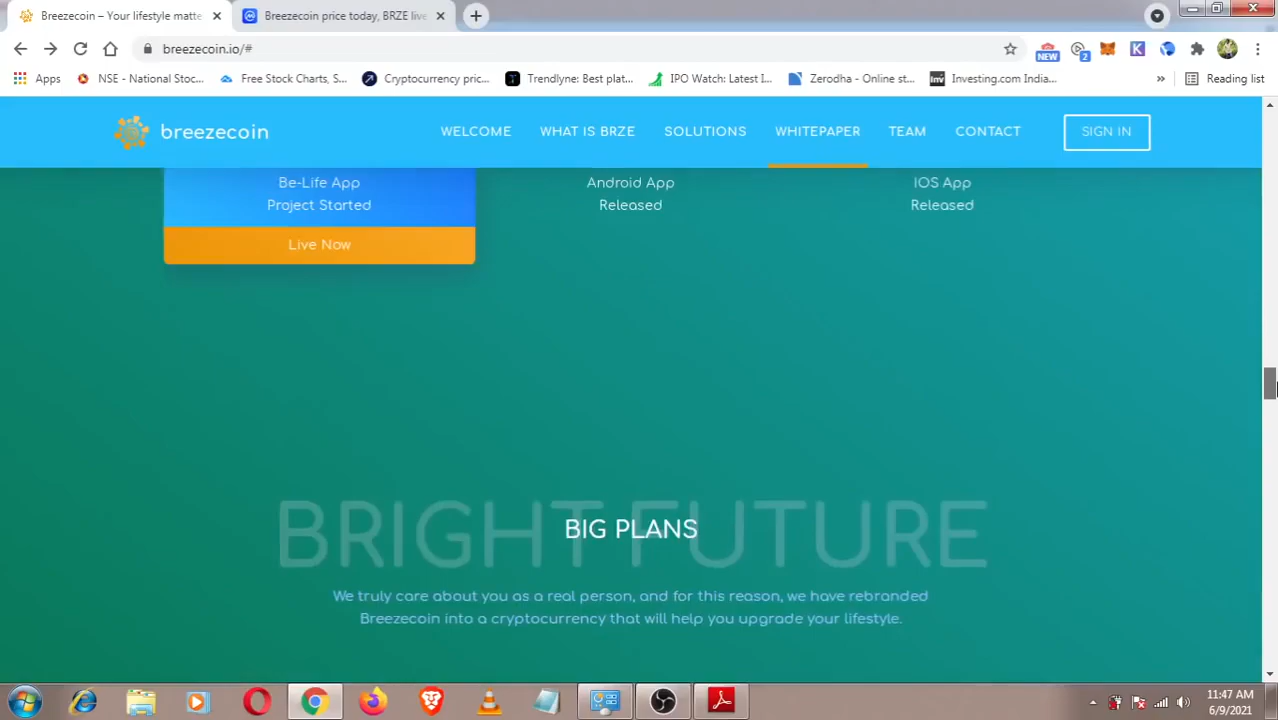 Breezecoin – Your lifestyle matte
Breezecoin price today, BRZE live
breezecoin.io/#
Apps
NSE - National Stoc...
Free Stock Charts, S...
Cryptocurrency pric...
Trendlyne: Best plat...
IPO Watch: Latest I...
Zerodha - Online st...
Investing.com India...
»
Reading list
NEW
2
K
Inv
breezecoin
WELCOME
WHAT IS BRZE
SOLUTIONS
WHITEPAPER
TEAM
CONTACT
SIGN IN
Be-Life App
Project Started
Live Now
Android App
Released
IOS App
Released
BRIGHT FUTURE
BIG PLANS
We truly care about you as a real person, and for this reason, we have rebranded
Breezecoin into a cryptocurrency that will help you upgrade your lifestyle.
11:47 AM
6/9/2021